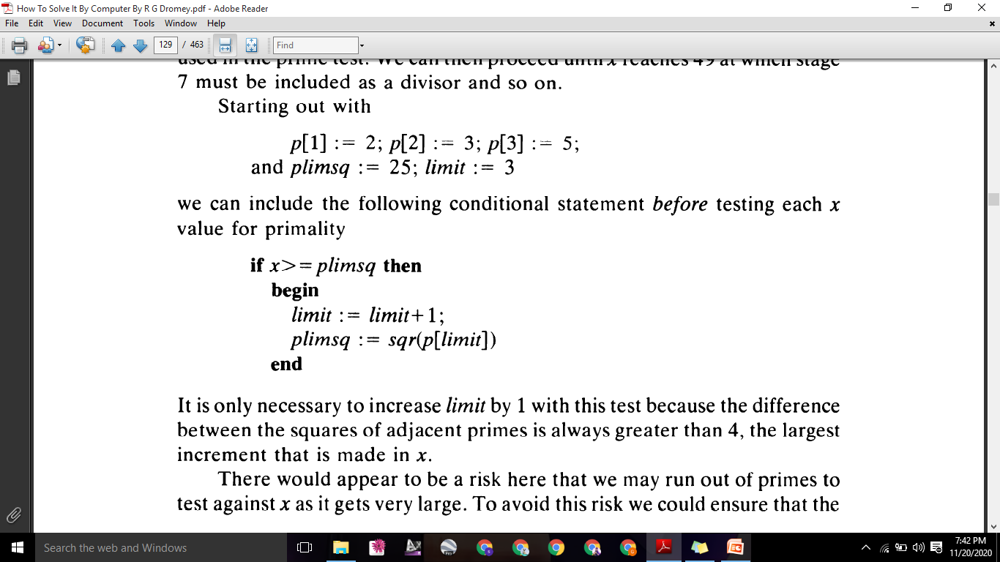 How To Solve It By Computer By R G Dromey.pdf - Adobe Reader
File Edit View Document Tools Window Help
129 / 463 Find
used in the prime test. We can then proceed until x reaches 49 at which stage
7 must be included as a divisor and so on.
Starting out with
p[1] := 2; p[2] := 3; p[3] := 5;
and plimsq := 25; limit := 3
we can include the following conditional statement before testing each x
value for primality
if x>=plimsq then
begin
limit := limit+1;
plimsq := sqr(p[limit])
end
It is only necessary to increase limit by 1 with this test because the difference
between the squares of adjacent primes is always greater than 4, the largest
increment that is made in x.
There would appear to be a risk here that we may run out of primes to
test against x as it gets very large. To avoid this risk we could ensure that the
Search the web and Windows
7:42 PM
11/20/2020